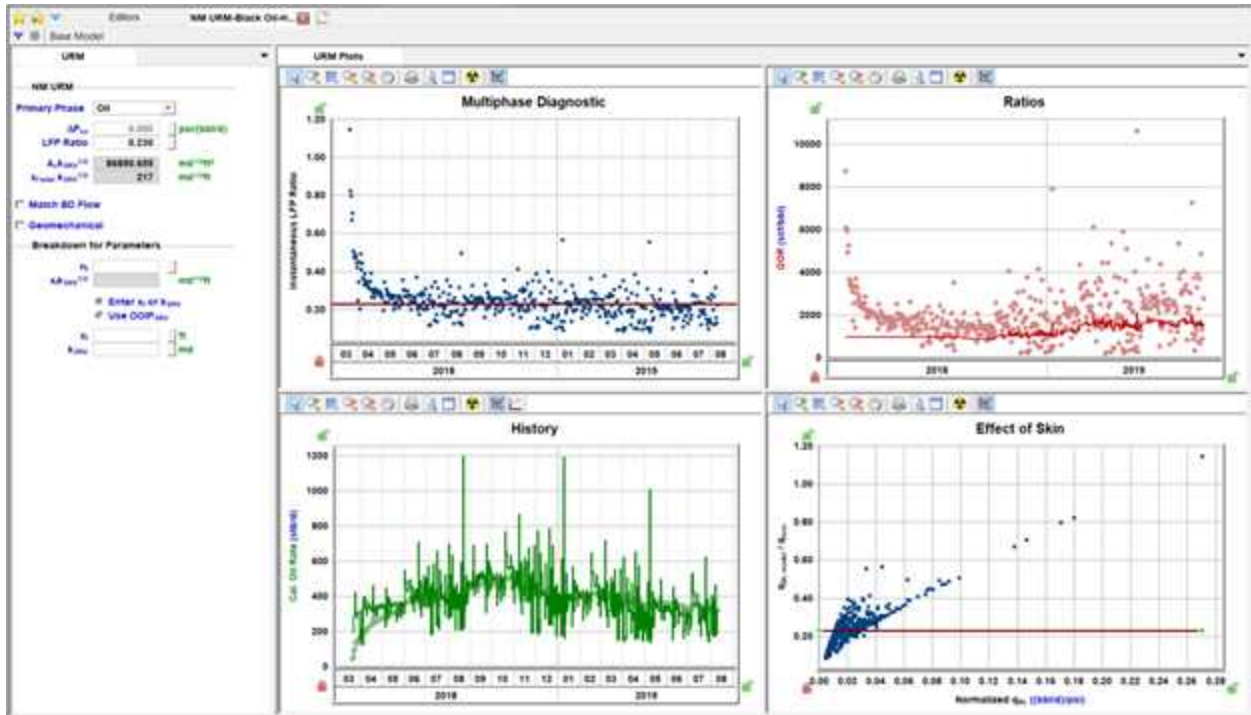 Editors NM URM-Black Oil-m...
Base Model
URM
NM URM
Primary Phase Oil
LFP Ratio 0.230
217
Match BD Flow
Geomechanical
Breakdown for Parameters
Use OOIP
URM Plots
Multiphase Diagnostic
Instantaneous LFP Ratio
1.20
1.00
0.80
0.60
0.40
0.20
03 04 05 06 07 08 09 10 11 12 01 02 03 04 05 06 07 08
2018 2019
Ratios
GOR (scf/bbl)
10000
8000
6000
4000
2000
0
2018 2019
History
Cal. Oil Rate (stb/d)
1200
1000
800
600
400
200
0
03 04 05 06 07 08 09 10 11 12 01 02 03 04 05 06 07 08
2018 2019
Effect of Skin
1.20
1.00
0.80
0.60
0.40
0.20
0.00 0.02 0.04 0.06 0.08 0.10 0.12 0.14 0.16 0.18 0.20 0.22 0.24 0.26 0.28
Normalized